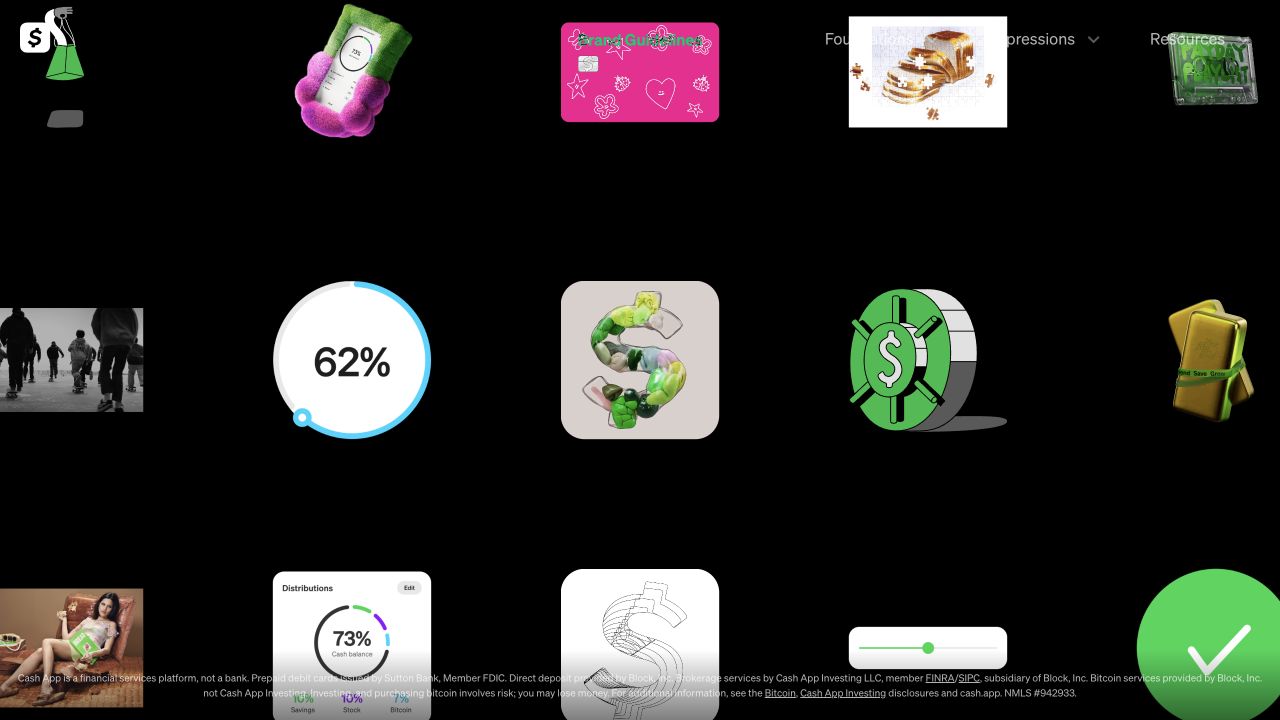 Brand Guidelines
Resources
62%
Distributions
Edit
73%
Cash balance
10%
10%
7%
Savings
Stock
Bitcoin
Cash App is a financial services platform, not a bank. Prepaid debit cards issued by Sutton Bank, Member FDIC. Direct deposit provided by Block, Inc. Brokerage services by Cash App Investing LLC, member FINRA/SIPC, subsidiary of Block, Inc. Bitcoin services provided by Block, Inc.
not Cash App Investing. Investing and purchasing bitcoin involves risk; you may lose money. For additional information, see the Bitcoin, Cash App Investing disclosures and cash.app. NMLS #942933.